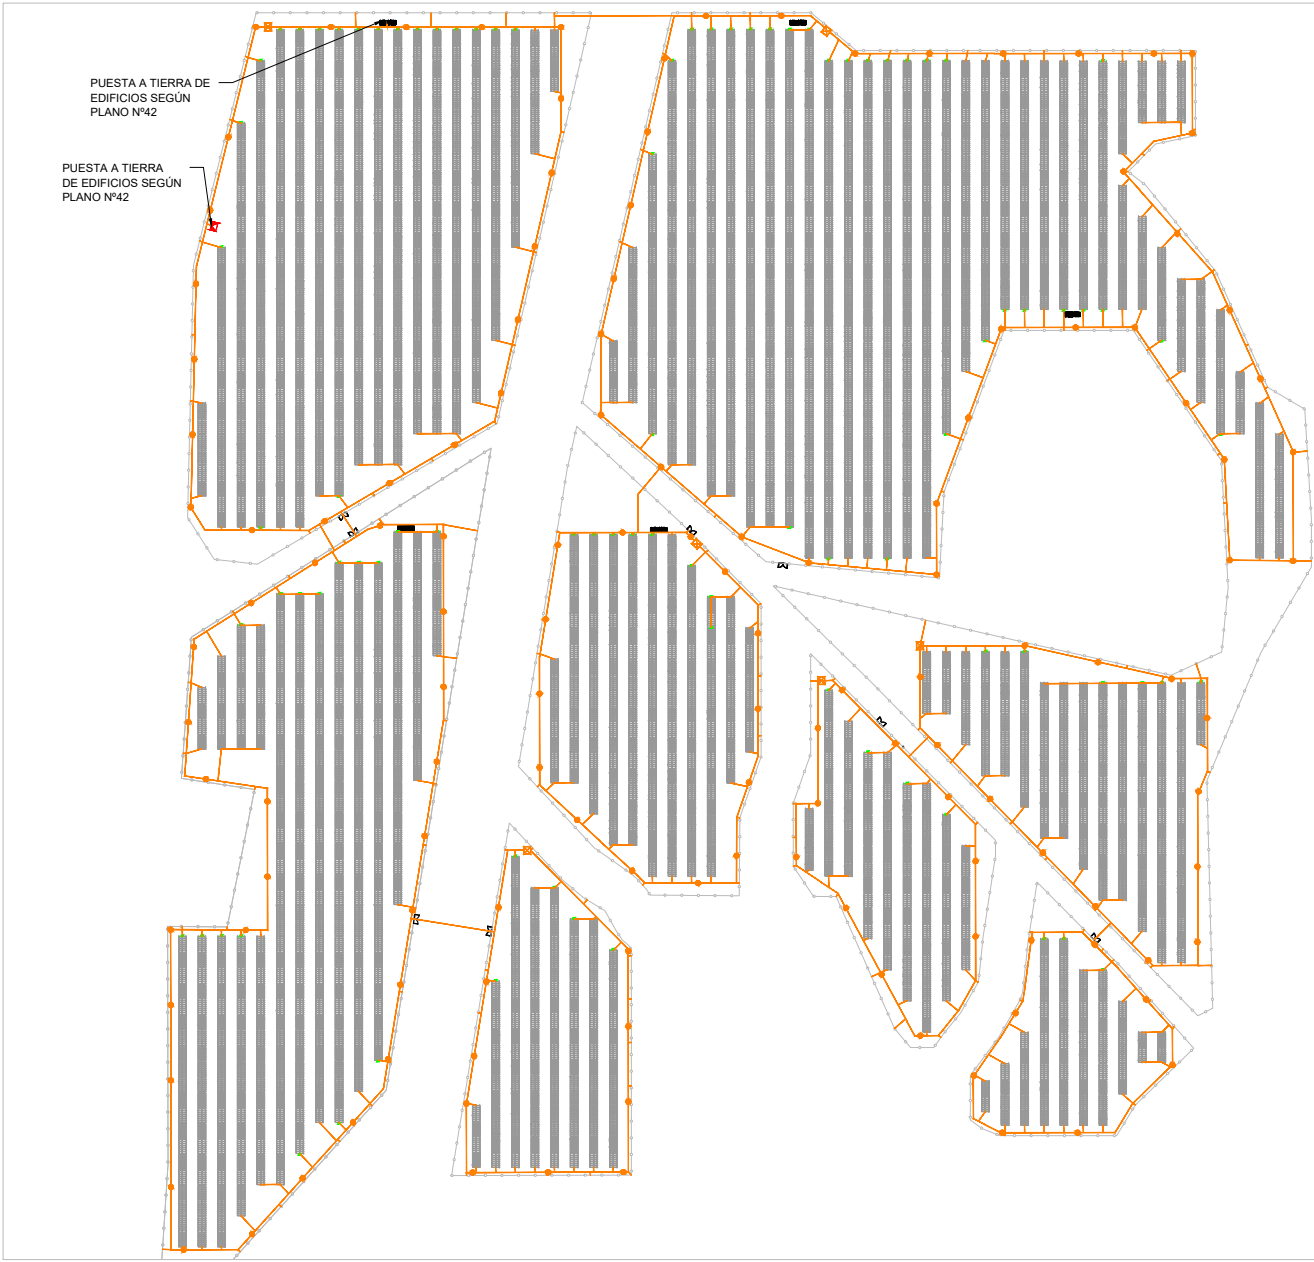 PUESTA A TIERRA DE
EDIFICIOS SEGÚN
PLANO Nº42
PUESTA A TIERRA
DE EDIFICIOS SEGÚN
PLANO Nº42